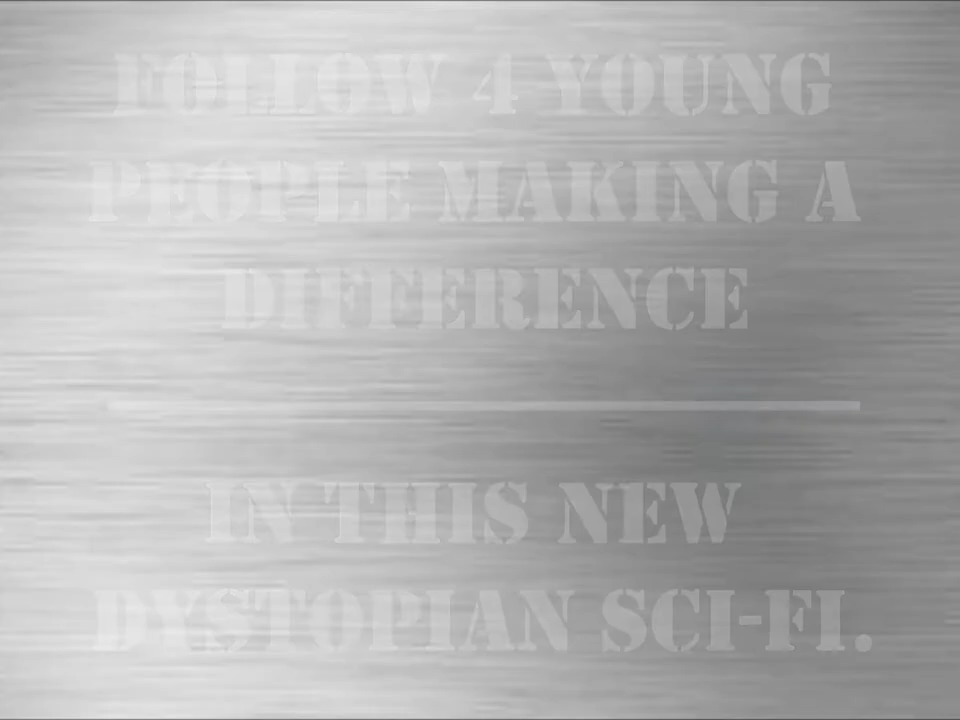 FOLLOW 4 YOUNG
PEOPLE MAKING A
DIFFERENCE
IN THIS NEW
DYSTOPIAN SCI-FI.